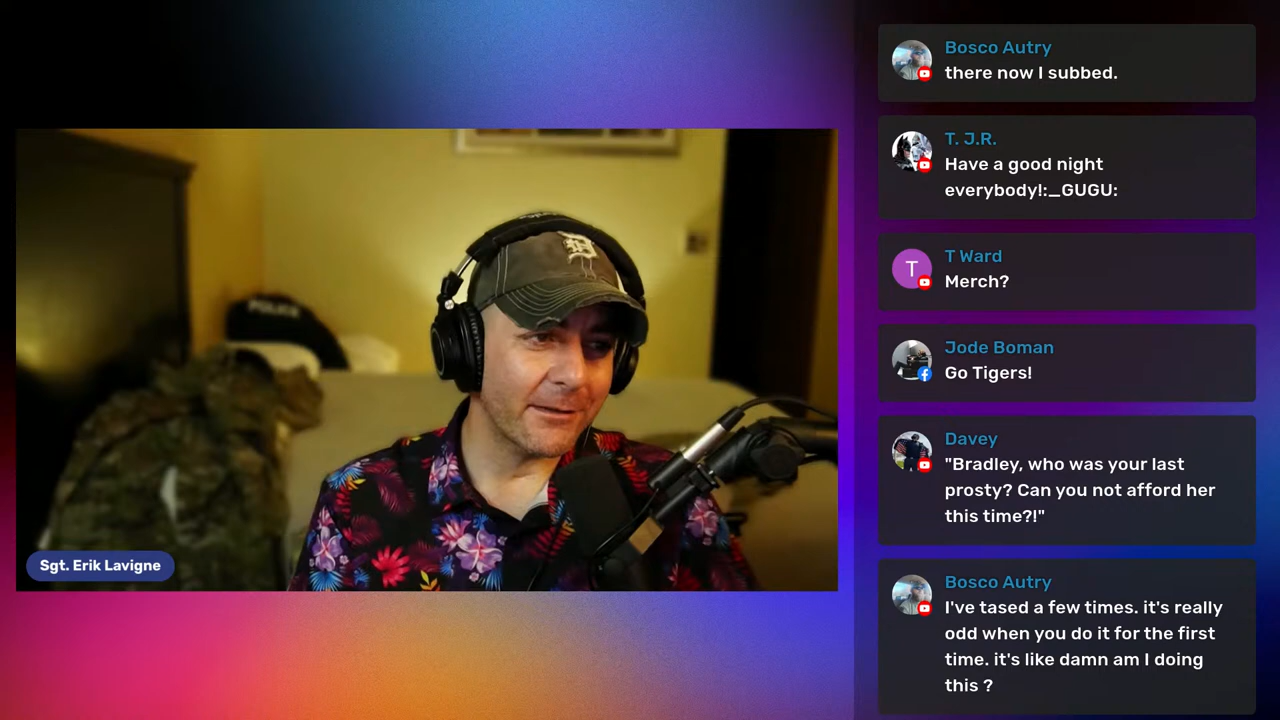 POLICE
D
Sgt. Erik Lavigne
Bosco Autry
there now I subbed.
T. J.R.
Have a good night
everybody!:_GUGU:
T
T Ward
Merch?
Jode Boman
Go Tigers!
Davey
"Bradley, who was your last
prosty? Can you not afford her
this time?!"
Bosco Autry
I've tased a few times. it's really
odd when you do it for the first
time. it's like damn am I doing
this ?